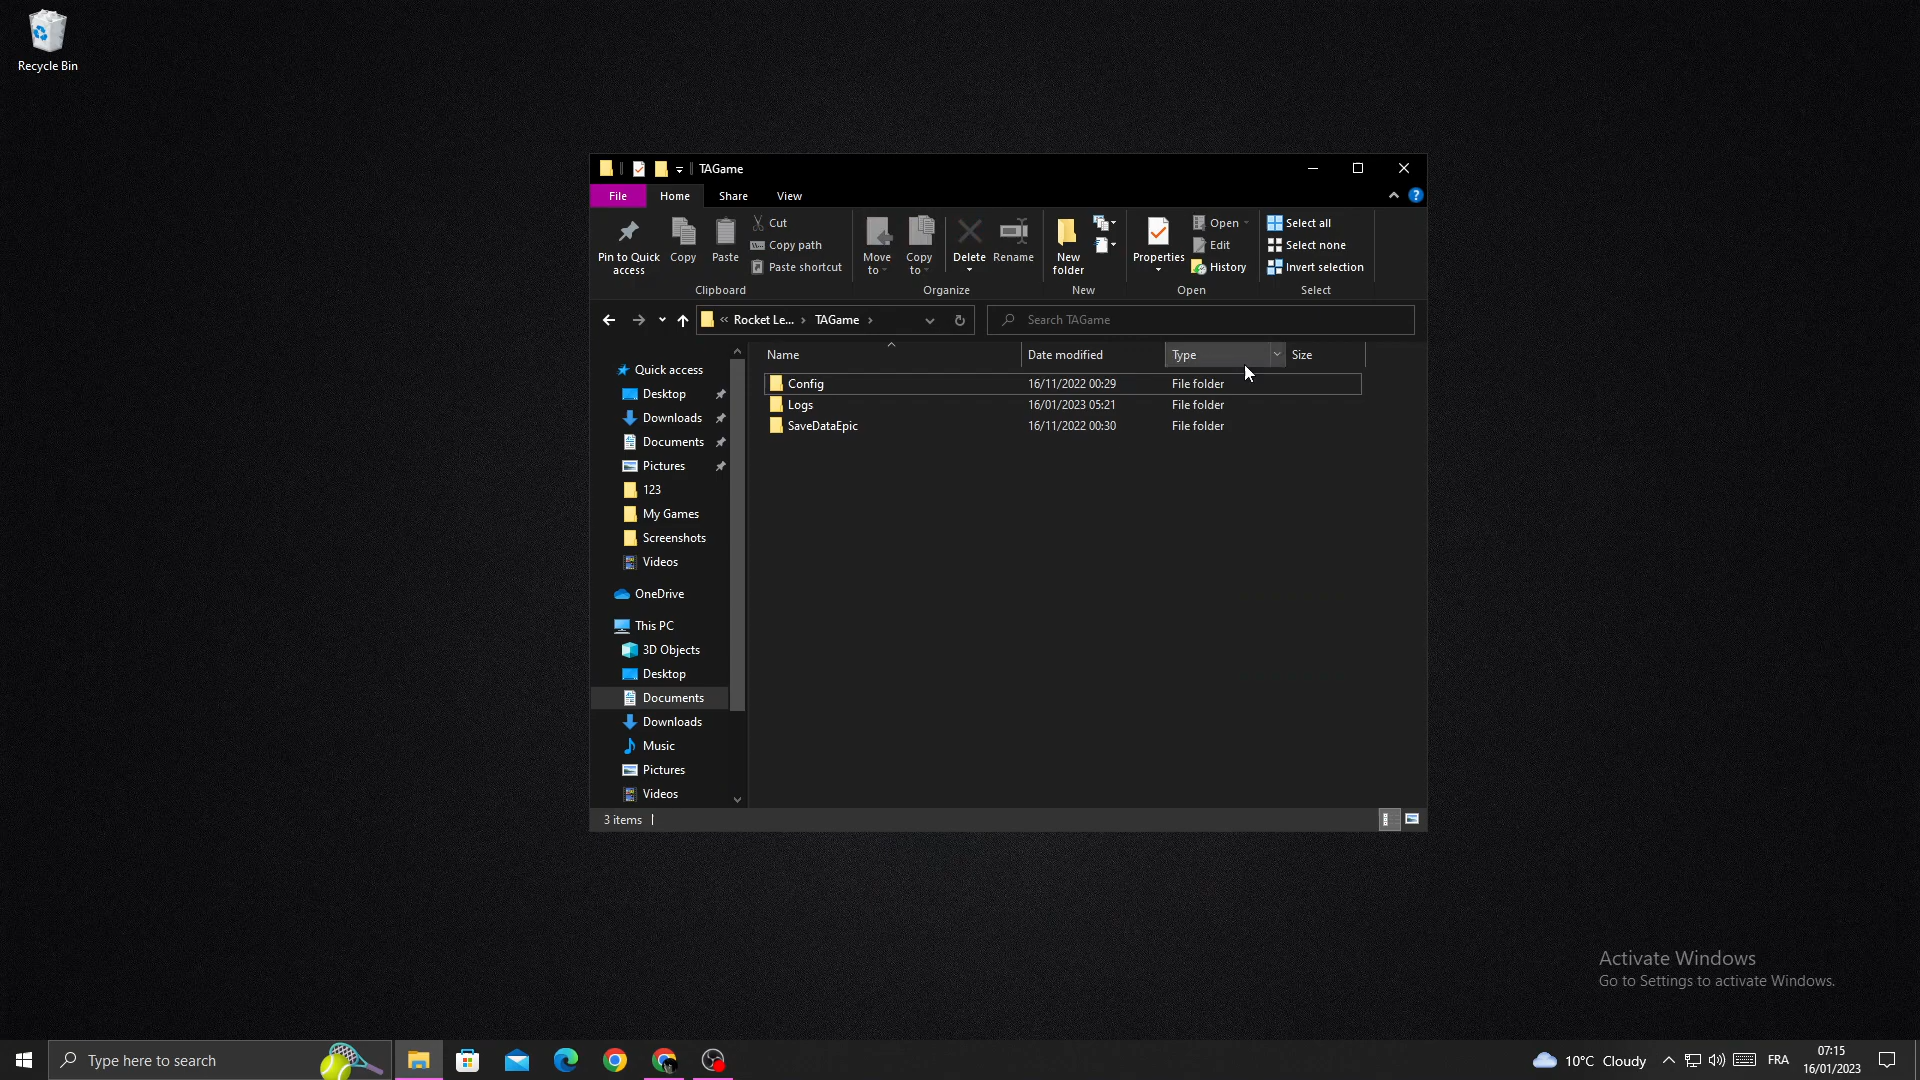 Recycle Bin
TAGame
File Home Share View
Pin to Quick access
Copy
Paste
Cut
Copy path
Paste shortcut
Clipboard
Move to
Copy to
Delete
Rename
Organize
New folder
New
Properties
Open
Edit
History
Open
Select all
Select none
Invert selection
Select
« Rocket Le... › TAGame ›
Search TAGame
Name Date modified Type Size
Config 16/11/2022 00:29 File folder
Logs 16/01/2023 05:21 File folder
SaveDataEpic 16/11/2022 00:30 File folder
Quick access
Desktop
Downloads
Documents
Pictures
123
My Games
Screenshots
Videos
OneDrive
This PC
3D Objects
Desktop
Documents
Downloads
Music
Pictures
Videos
3 items
Activate Windows
Go to Settings to activate Windows.
Type here to search
10°C Cloudy
FRA
07:15
16/01/2023